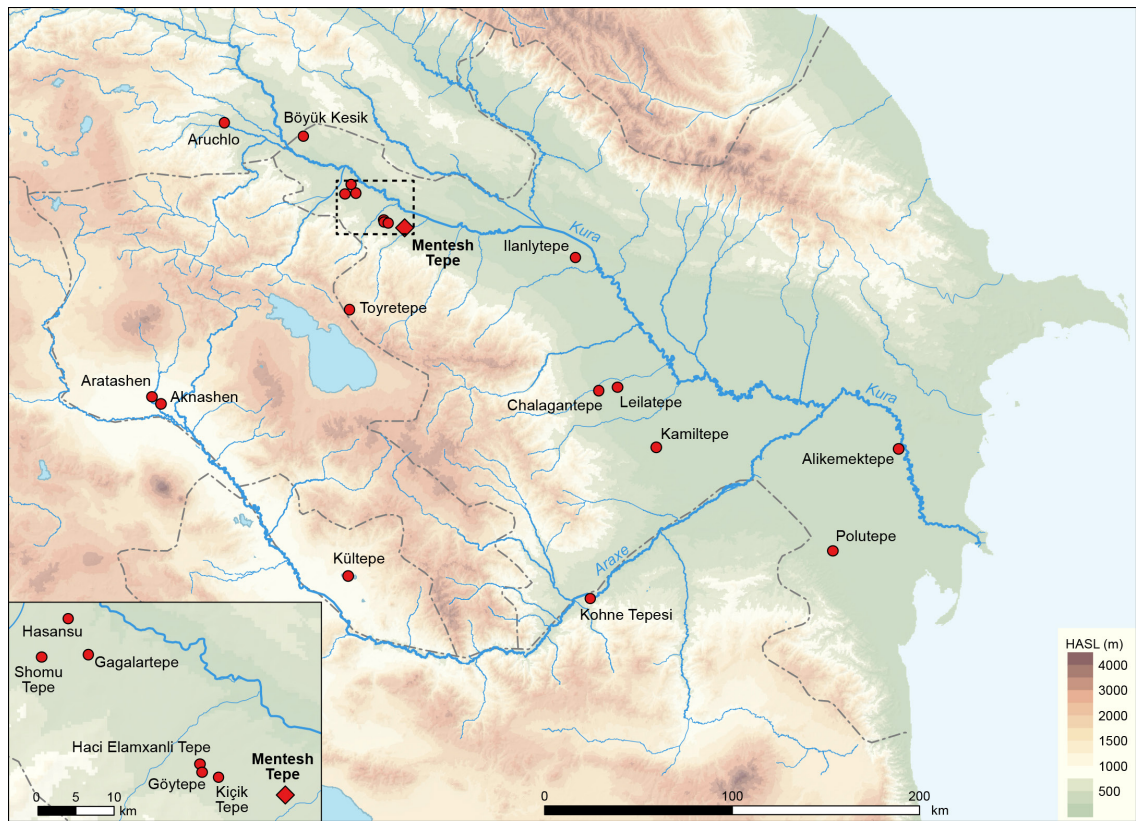 Böyük Kesik
Aruchlo
Mentesh
Tepe
Kura
Ilanlytepe
Toyretepe
Aratashen
Aknashen
Chalagantepe
Leilatepe
Kura
Kamiltepe
Alikemektepe
Polutepe
Kültepe
Araxe
Kohne Tepesi
Hasansu
Gagalartepe
Shomu
Tepe
Haci Elamxanli Tepe
Göytepe
Kiçik
Tepe
Mentesh
Tepe
0 5 10
km
0 100 200
km
HASL (m)
4000
3000
2000
1500
1000
500